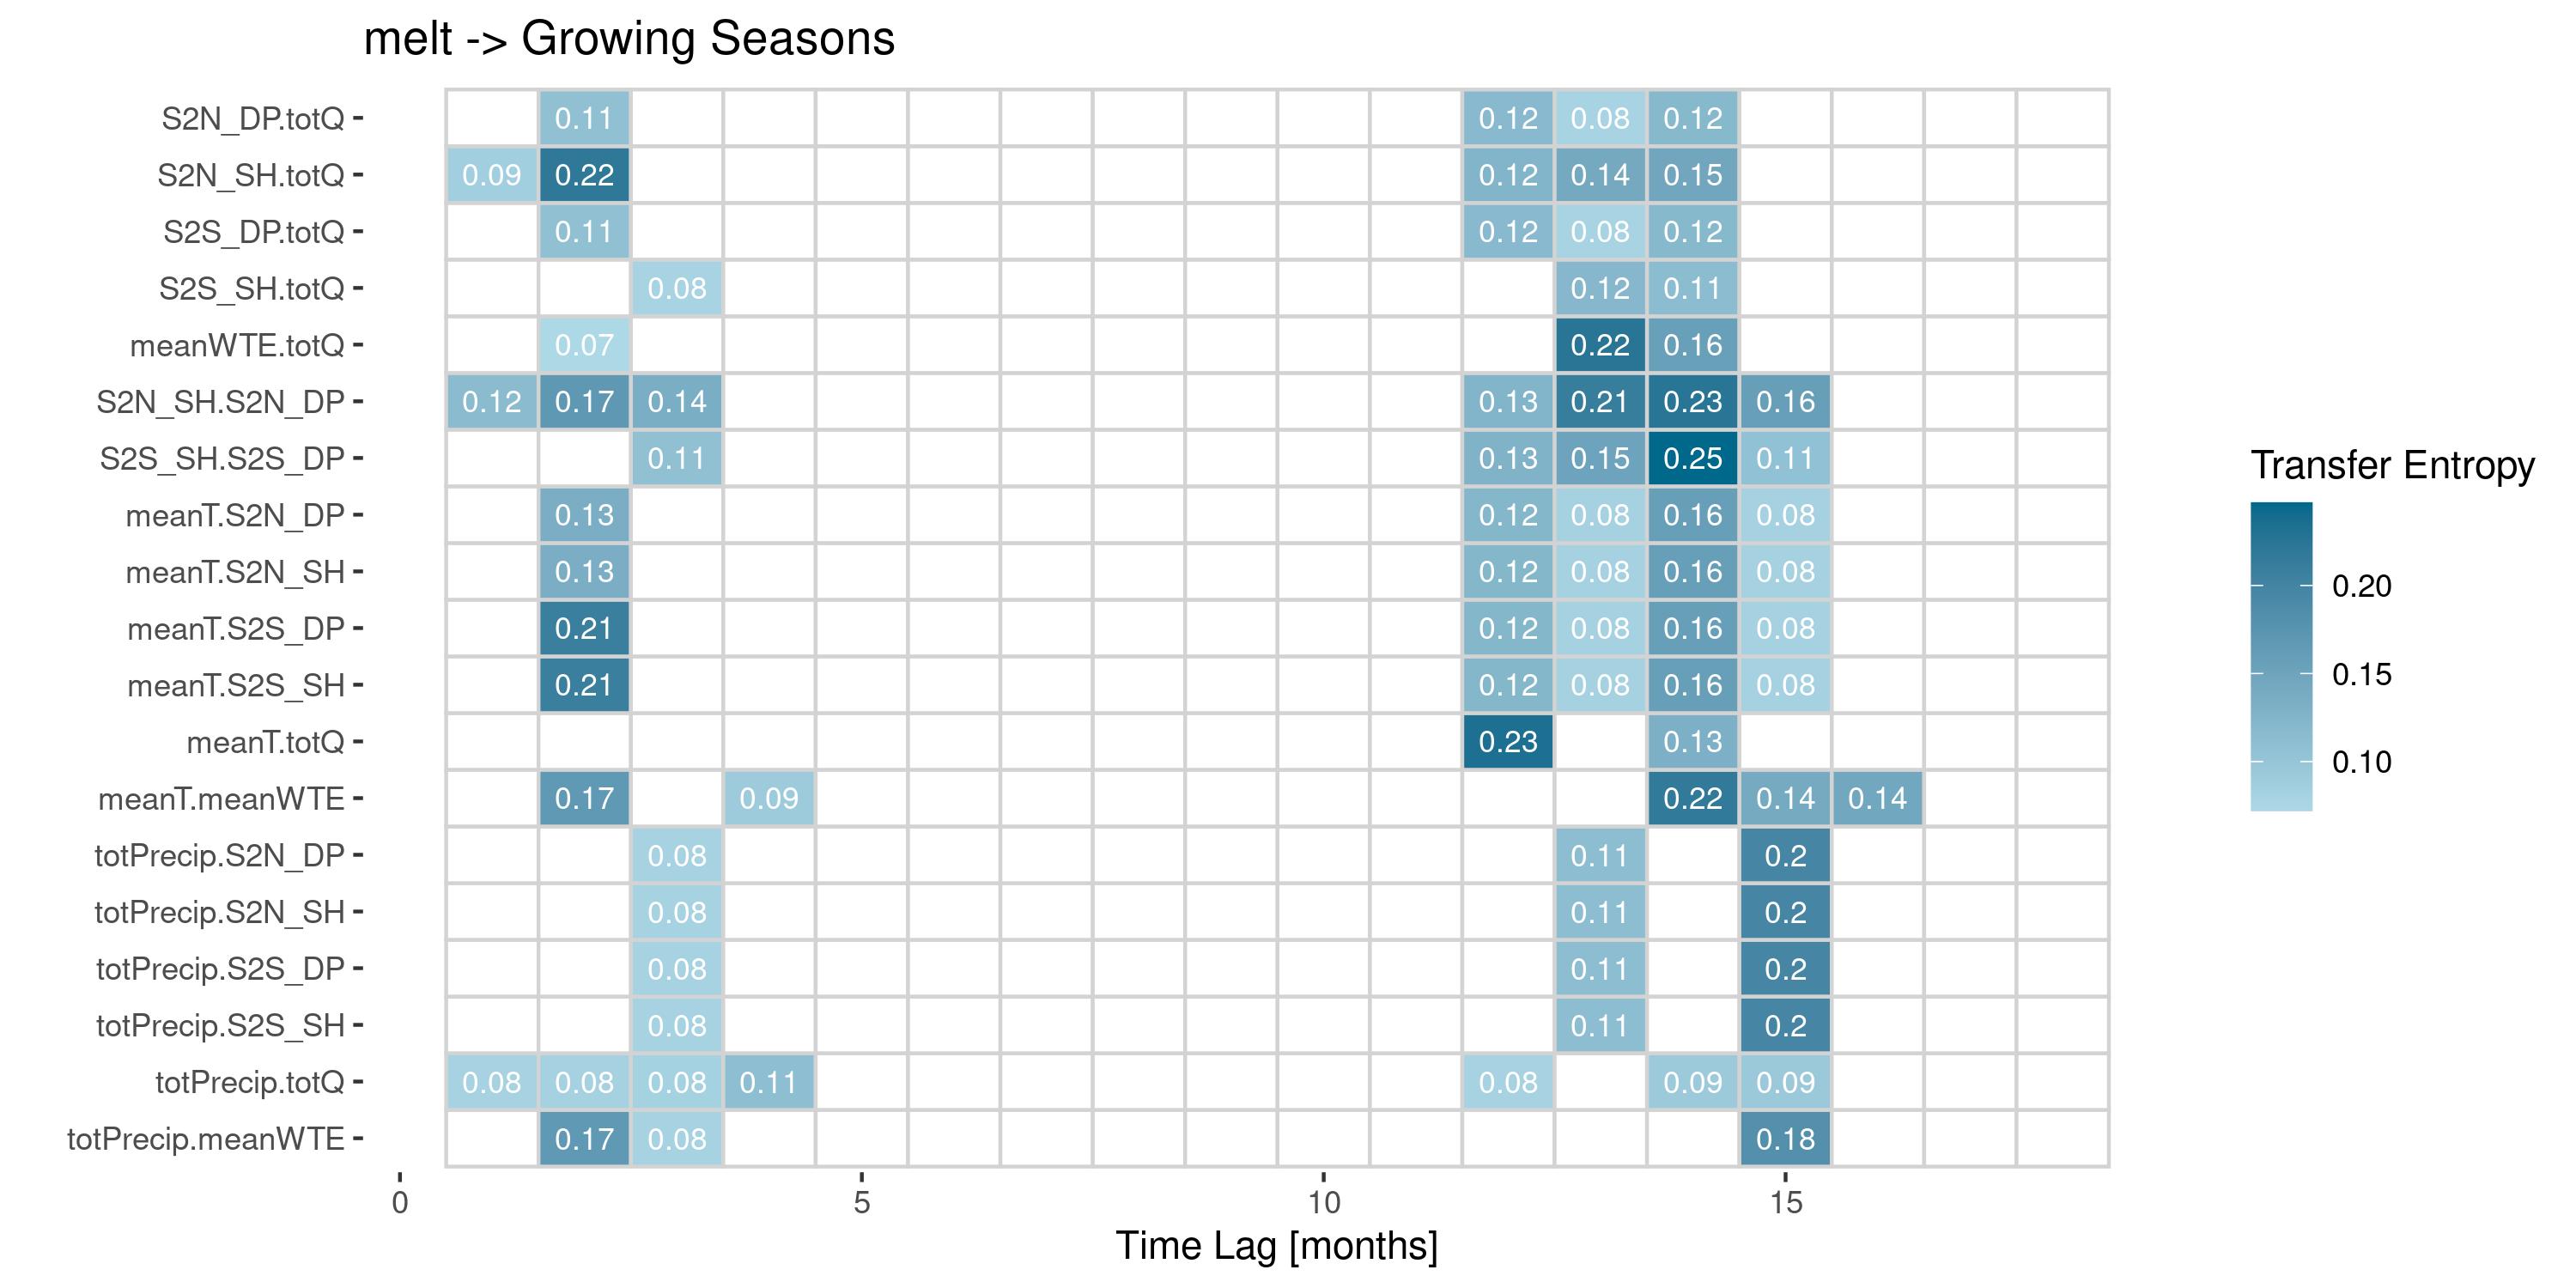 melt -> Growing Seasons
S2N_DP.totQ 0.11 0.12 0.08 0.12
S2N_SH.totQ 0.09 0.22 0.12 0.14 0.15
S2S_DP.totQ 0.11 0.12 0.08 0.12
S2S_SH.totQ 0.08 0.12 0.11
meanWTE.totQ 0.07 0.22 0.16
S2N_SH.S2N_DP 0.12 0.17 0.14 0.13 0.21 0.23 0.16
S2S_SH.S2S_DP 0.11 0.13 0.15 0.25 0.11
meanT.S2N_DP 0.13 0.12 0.08 0.16 0.08
meanT.S2N_SH 0.13 0.12 0.08 0.16 0.08
meanT.S2S_DP 0.21 0.12 0.08 0.16 0.08
meanT.S2S_SH 0.21 0.12 0.08 0.16 0.08
meanT.totQ 0.23 0.13
meanT.meanWTE 0.17 0.09 0.22 0.14 0.14
totPrecip.S2N_DP 0.08 0.11 0.2
totPrecip.S2N_SH 0.08 0.11 0.2
totPrecip.S2S_DP 0.08 0.11 0.2
totPrecip.S2S_SH 0.08 0.11 0.2
totPrecip.totQ 0.08 0.08 0.08 0.11 0.08 0.09 0.09
totPrecip.meanWTE 0.17 0.08 0.18
0 5 10 15
Time Lag [months]
Transfer Entropy
0.20
0.15
0.10